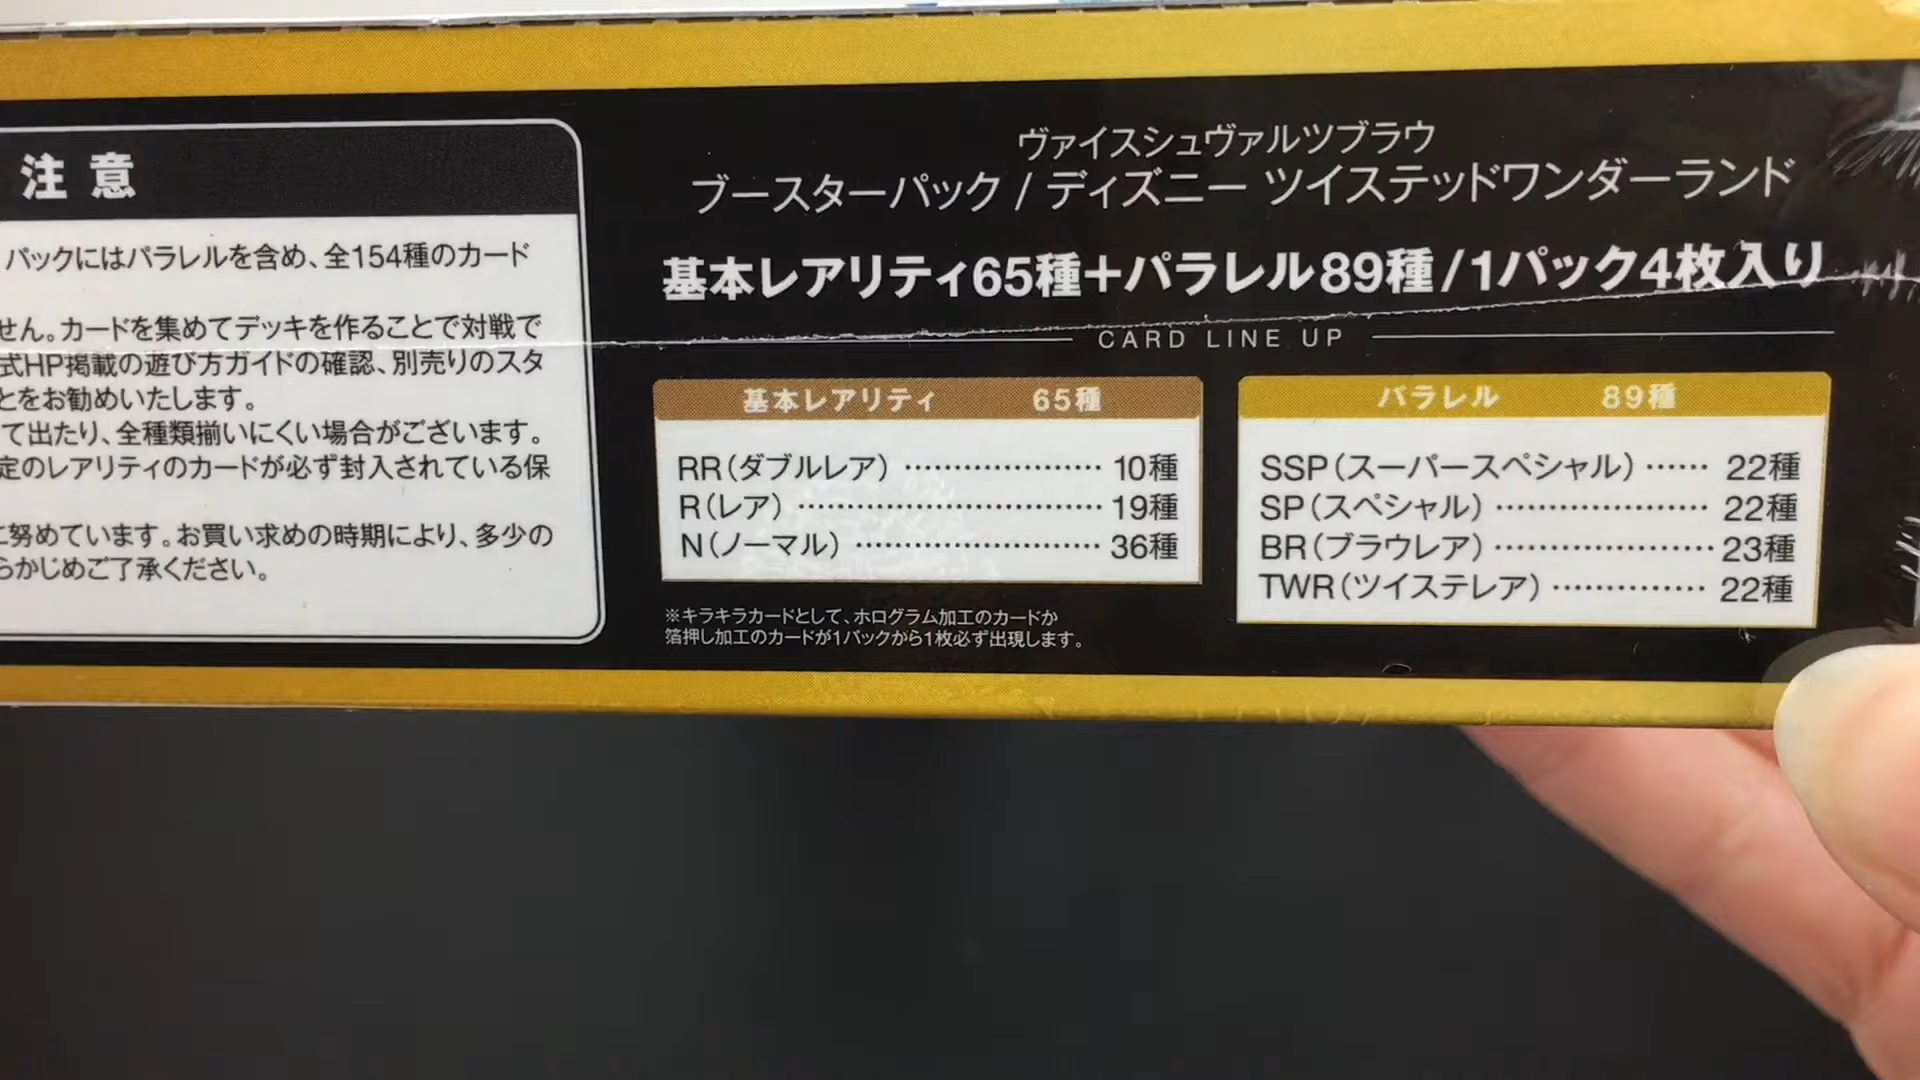 注意
パックにはパラレルを含め、全154種のカード
せん。カードを集めてデッキを作ることで対戦で
式HP掲載の遊び方ガイドの確認、別売りのスタ
とをお勧めいたします。
て出たり、全種類揃いにくい場合がございます。
定のレアリティのカードが必ず封入されている保
に努めています。お買い求めの時期により、多少の
らかじめご了承ください。
ヴァイスシュヴァルツブラウ
ブースターパック / ディズニー ツイステッドワンダーランド
基本レアリティ65種+パラレル89種/1パック4枚入り
CARD LINE UP
基本レアリティ 65種
RR(ダブルレア) ………………… 10種
R(レア) ………………………… 19種
N(ノーマル) …………………… 36種
※キラキラカードとして、ホログラム加工のカードか
箔押し加工のカードが1パックから1枚必ず出現します。
パラレル 89種
SSP(スーパースペシャル) …… 22種
SP(スペシャル) ………………… 22種
BR(ブラウレア) ………………… 23種
TWR(ツイステレア) …………… 22種